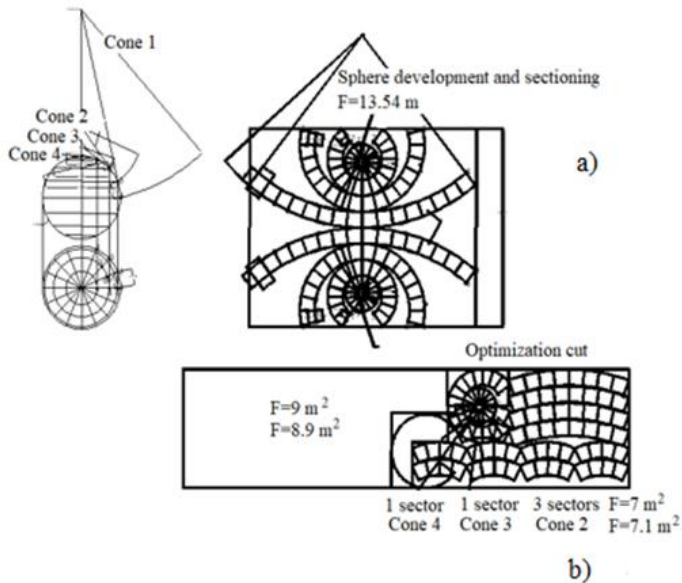 Cone 1
Sphere development and sectioning
F=13.54 m
Cone 2
Cone 3
Cone 4
a)
Optimization cut
F=9 m²
F=8.9 m²
1 sector 1 sector 3 sectors F=7 m²
Cone 4 Cone 3 Cone 2 F=7.1 m²
b)